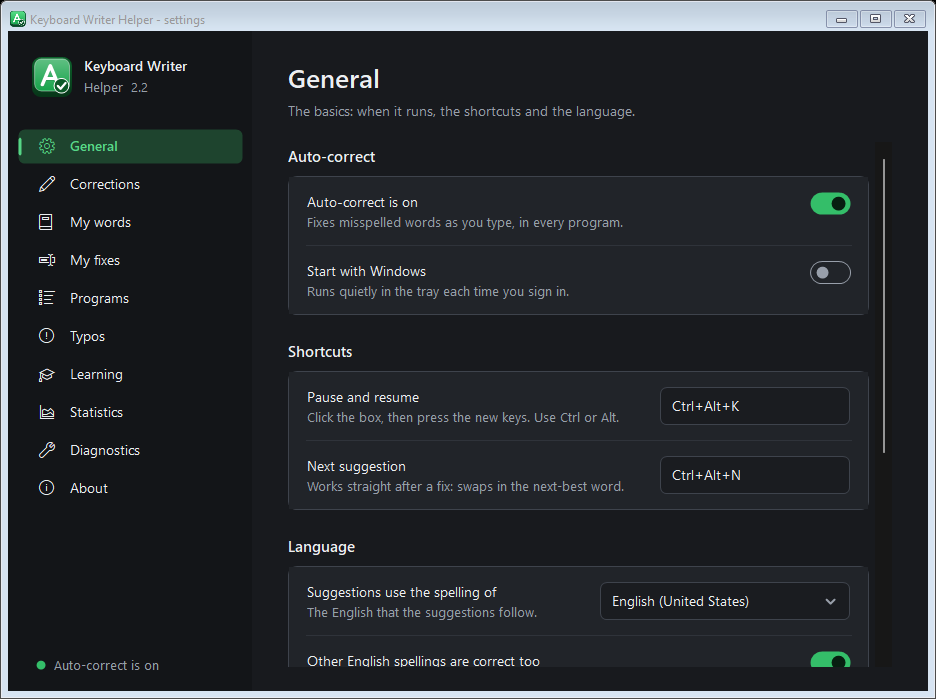 Keyboard Writer Helper - settings
Keyboard Writer
Helper 2.2
General
Corrections
My words
My fixes
Programs
Typos
Learning
Statistics
Diagnostics
About
Auto-correct is on
General
The basics: when it runs, the shortcuts and the language.
Auto-correct
Auto-correct is on
Fixes misspelled words as you type, in every program.
Start with Windows
Runs quietly in the tray each time you sign in.
Shortcuts
Pause and resume
Click the box, then press the new keys. Use Ctrl or Alt.
Ctrl+Alt+K
Next suggestion
Works straight after a fix: swaps in the next-best word.
Ctrl+Alt+N
Language
Suggestions use the spelling of
The English that the suggestions follow.
English (United States)
Other English spellings are correct too